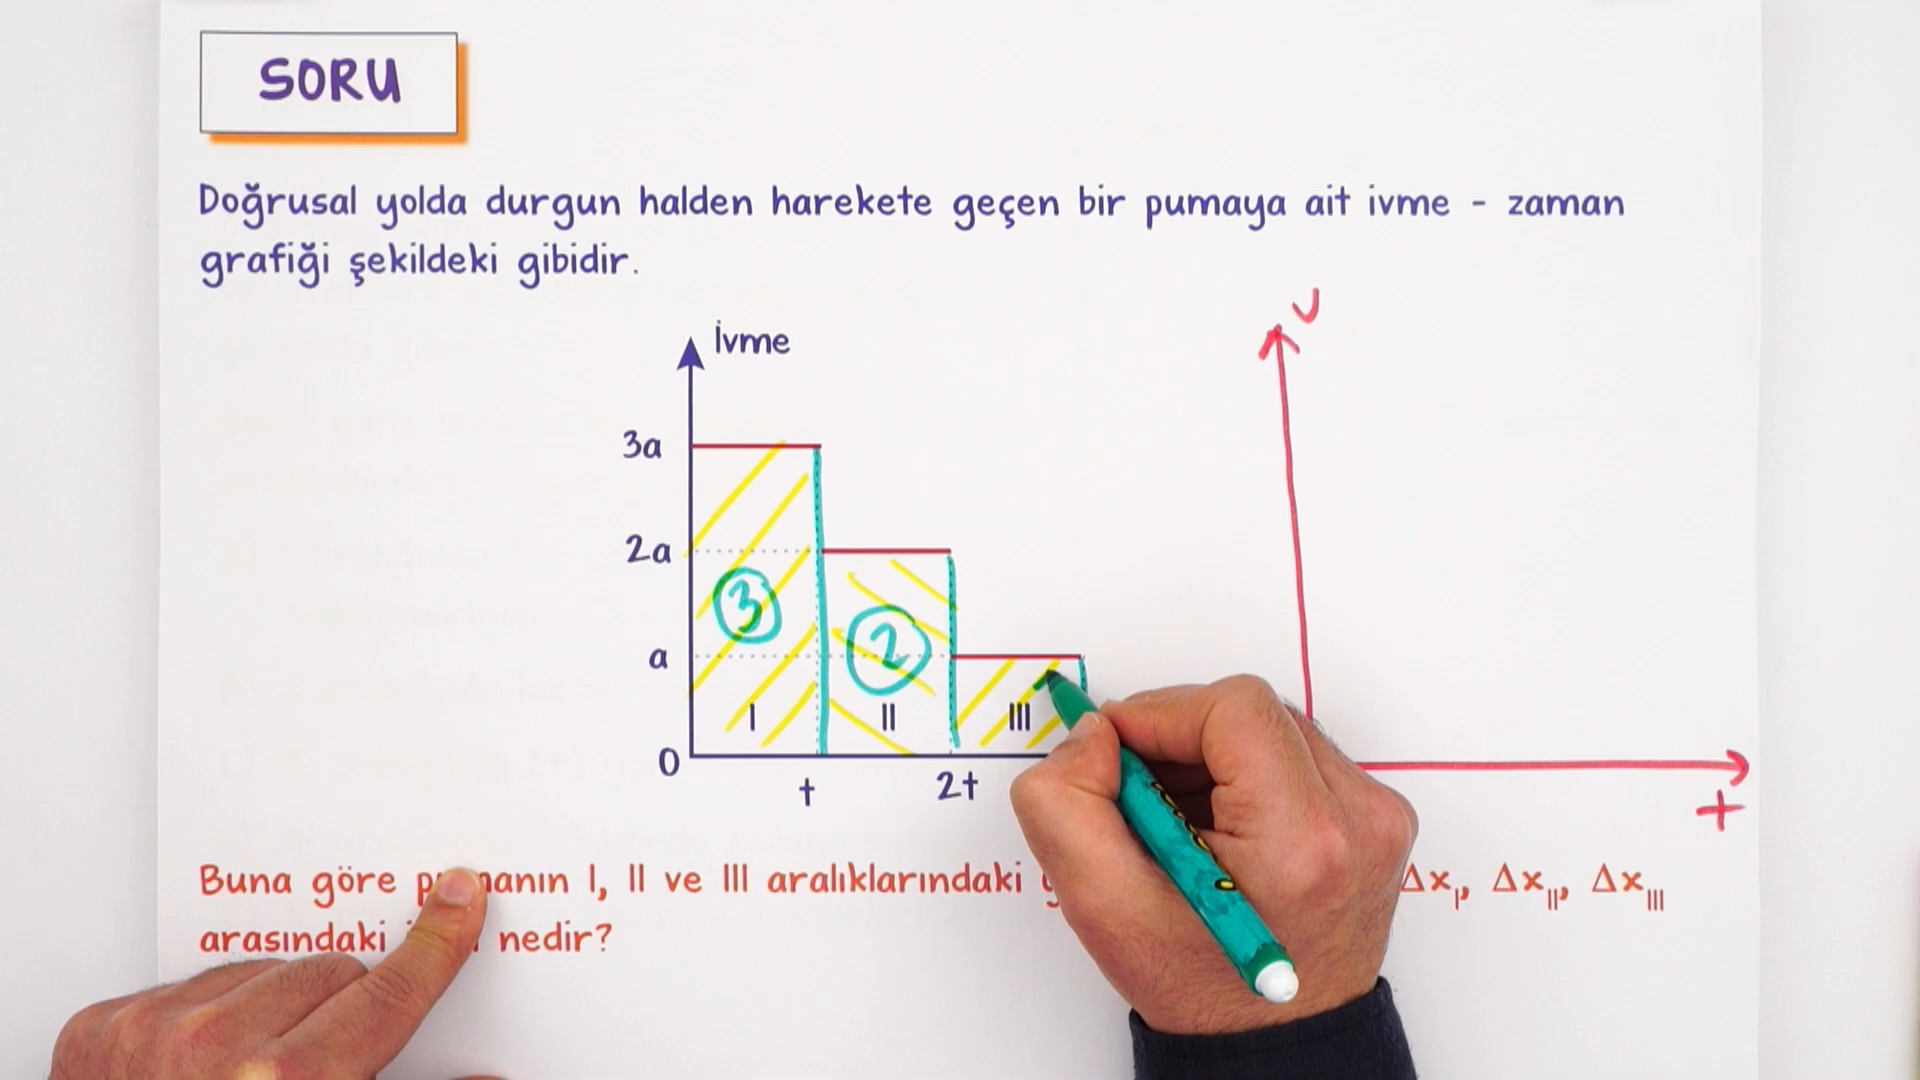 SORU
Doğrusal yolda durgun halden harekete geçen bir pumaya ait ivme - zaman
grafiği şekildeki gibidir.
υ
İvme
3a
2a
3
2
a
I II III
0
t 2t
t
Buna göre pumanın I, II ve III aralıklarındaki Δx_I, Δx_II, Δx_III
arasındaki nedir?